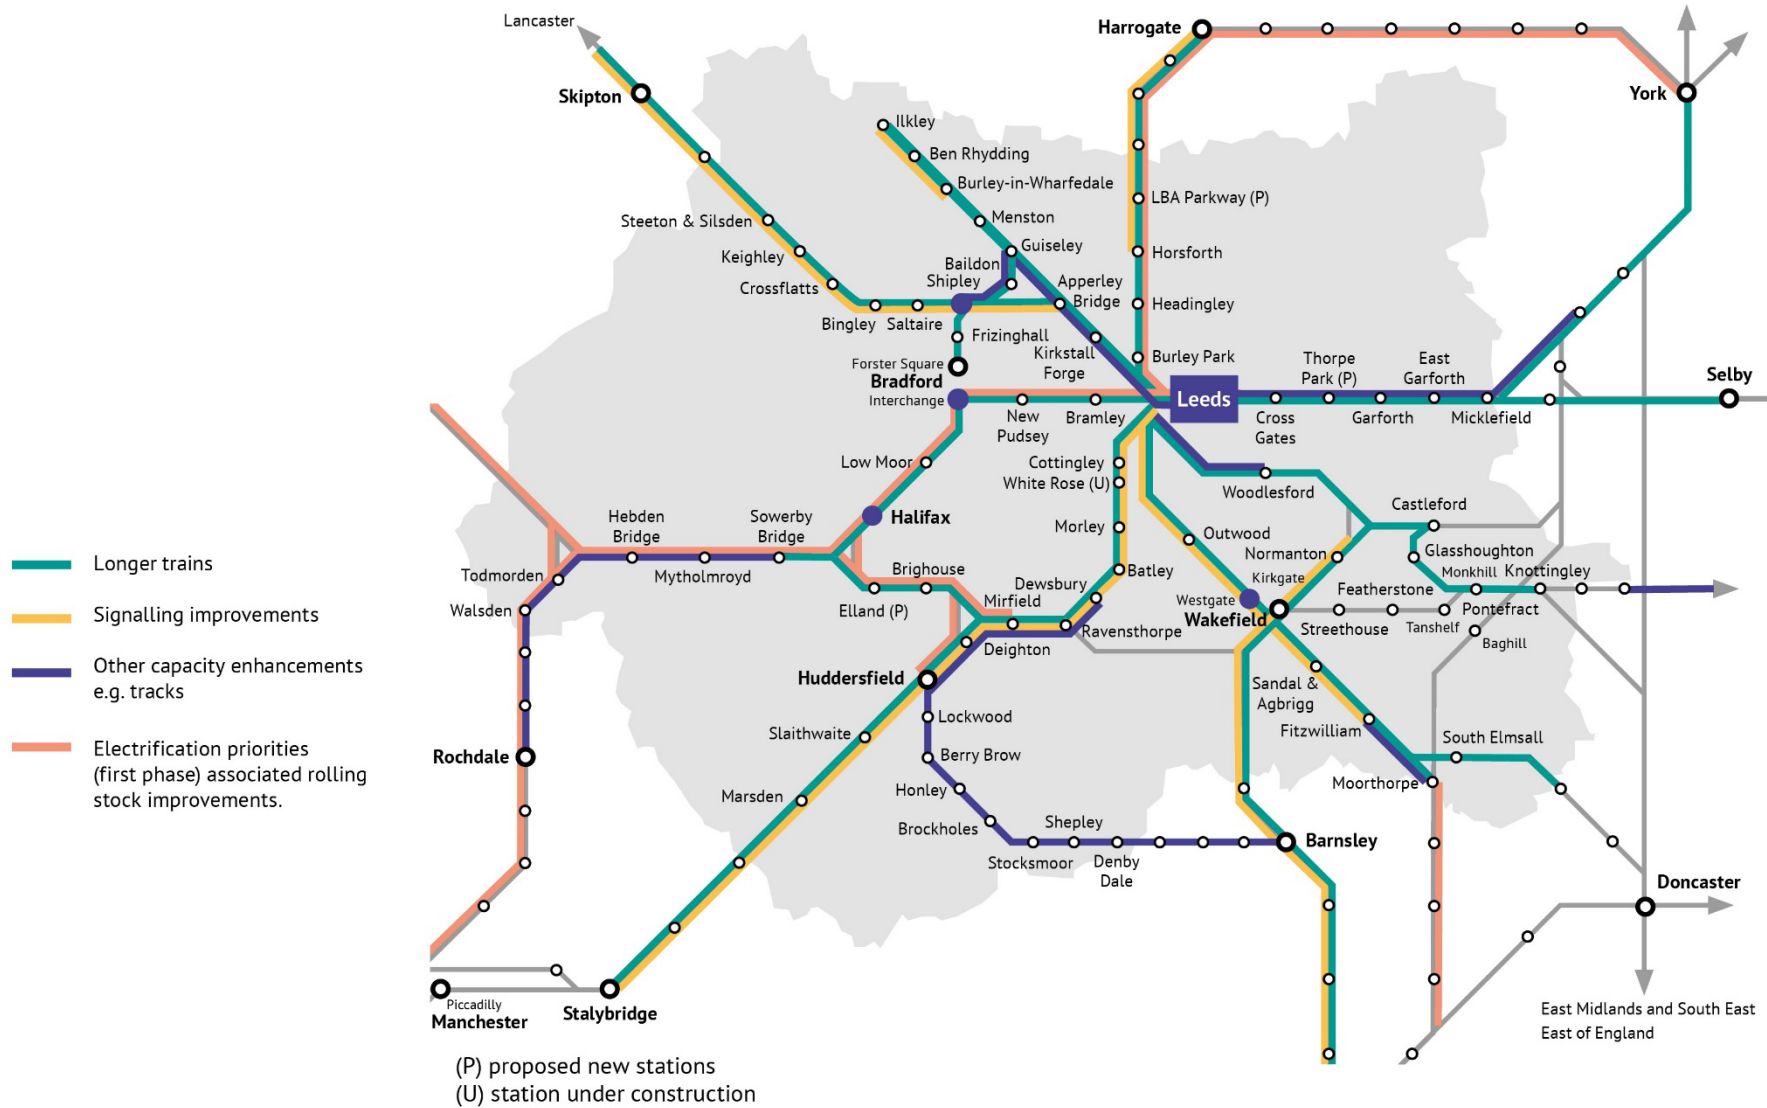 Lancaster
Skipton
Harrogate
York
Ilkley
Ben Rhydding
Burley-in-Wharfedale
Menston
Guiseley
Baildon
Shipley
Apperley
Bridge
Steeton & Silsden
Keighley
Crossflatts
Bingley
Saltaire
Frizinghall
Forster Square
Bradford
Interchange
Kirkstall
Forge
LBA Parkway (P)
Horsforth
Headingley
Burley Park
Leeds
New
Pudsey
Bramley
Cross
Gates
Thorpe
Park (P)
Garforth
East
Garforth
Micklefield
Selby
Low Moor
Halifax
Cottingley
White Rose (U)
Morley
Batley
Dewsbury
Woodlesford
Outwood
Normanton
Kirkgate
Westgate
Wakefield
Castleford
Glasshoughton
Monkhill
Knottingley
Featherstone
Pontefract
Streethouse
Tanshelf
Baghill
Hebden
Bridge
Sowerby
Bridge
Todmorden
Mytholmroyd
Walsden
Brighouse
Elland (P)
Mirfield
Ravensthorpe
Deighton
Huddersfield
Rochdale
Lockwood
Berry Brow
Honley
Brockholes
Stocksmoor
Shepley
Denby
Dale
Slaithwaite
Marsden
Sandal &
Agbrigg
Fitzwilliam
South Elmsall
Moorthorpe
Barnsley
Doncaster
Stalybridge
Piccadilly
Manchester
East Midlands and South East
East of England
Longer trains
Signalling improvements
Other capacity enhancements
e.g. tracks
Electrification priorities
(first phase) associated rolling
stock improvements.
(P) proposed new stations
(U) station under construction